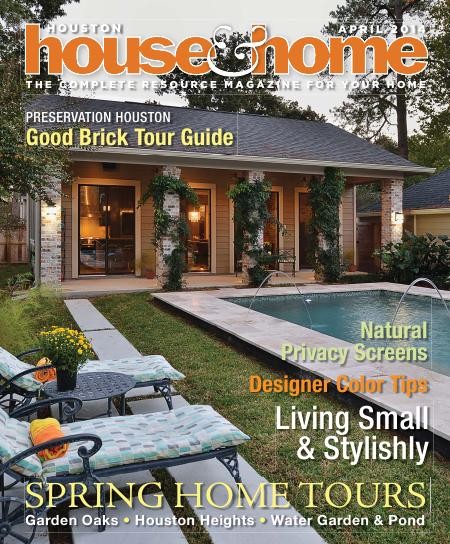 HOUSTON
APRIL 2014
house&home
THE COMPLETE RESOURCE MAGAZINE FOR YOUR HOME
PRESERVATION HOUSTON
Good Brick Tour Guide
Natural
Privacy Screens
Designer Color Tips
Living Small
& Stylishly
SPRING HOME TOURS
Garden Oaks • Houston Heights • Water Garden & Pond